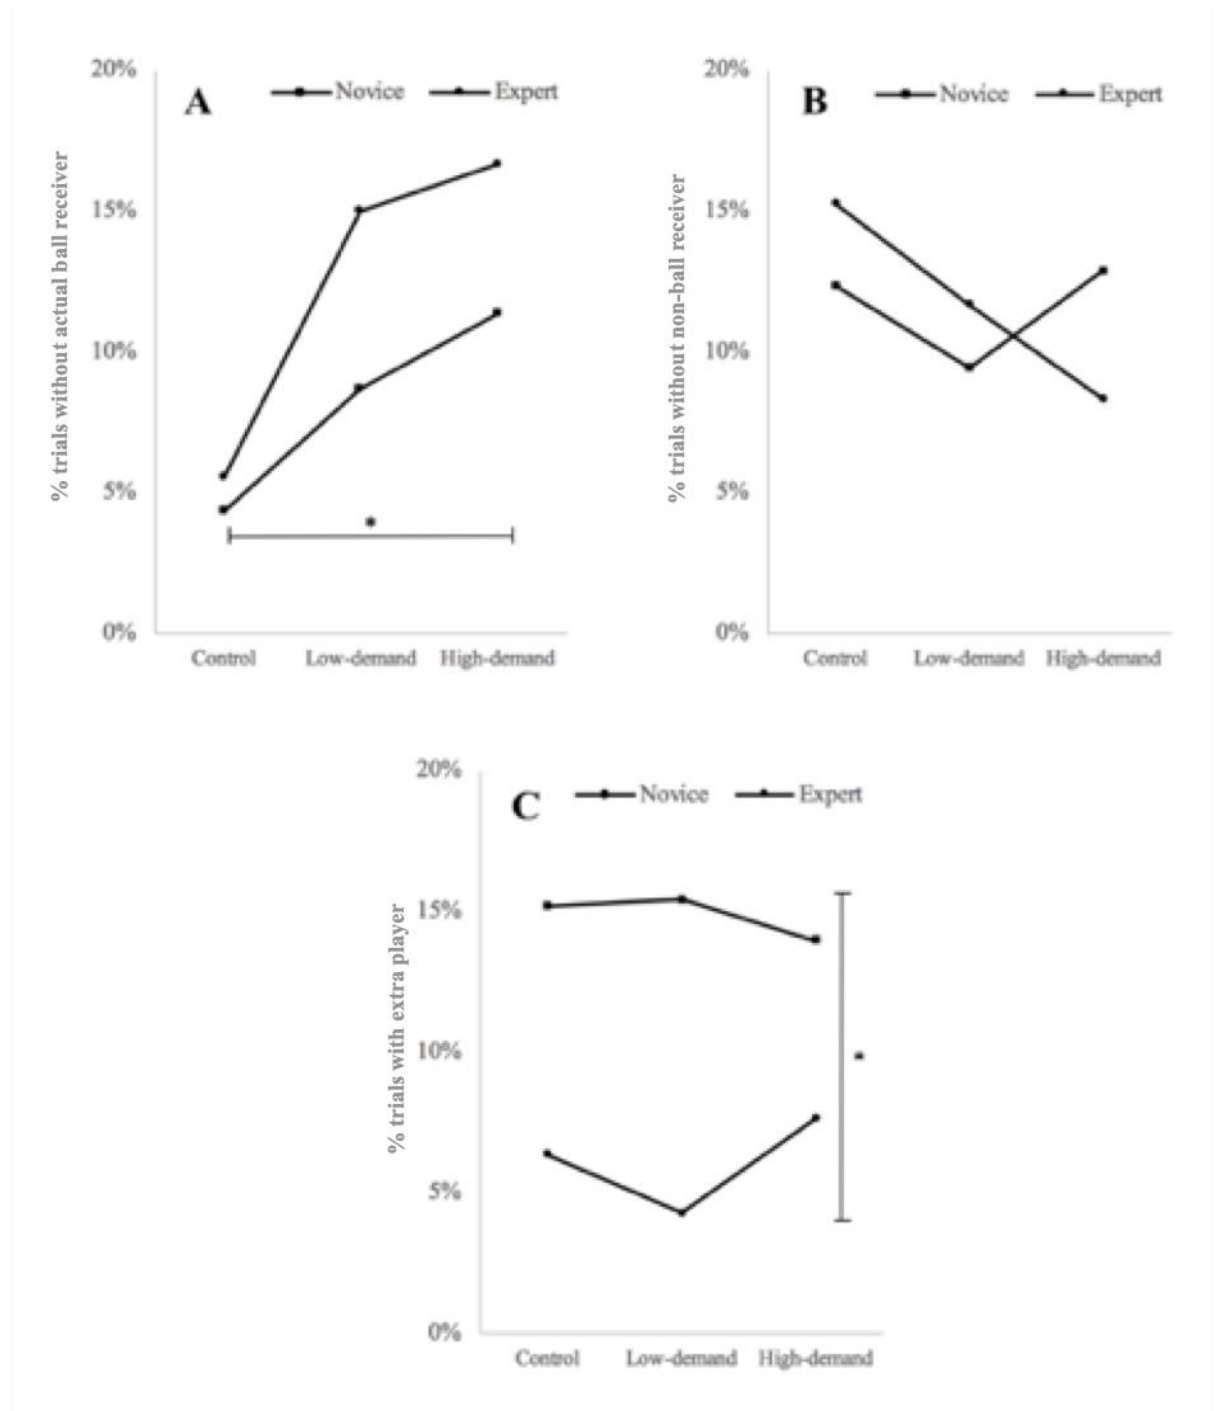 20%
A
Novice
Expert
% trials without actual ball receiver
15%
10%
5%
*
0%
Control
Low-demand
High-demand
20%
B
Novice
Expert
% trials without non-ball receiver
15%
10%
5%
0%
Control
Low-demand
High-demand
20%
C
Novice
Expert
% trials with extra player
15%
10%
*
5%
0%
Control
Low-demand
High-demand